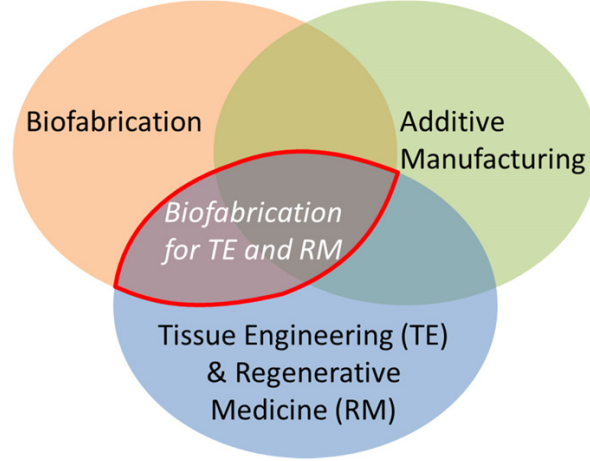 Biofabrication
Additive
Manufacturing
Biofabrication
for TE and RM
Tissue Engineering (TE)
& Regenerative
Medicine (RM)